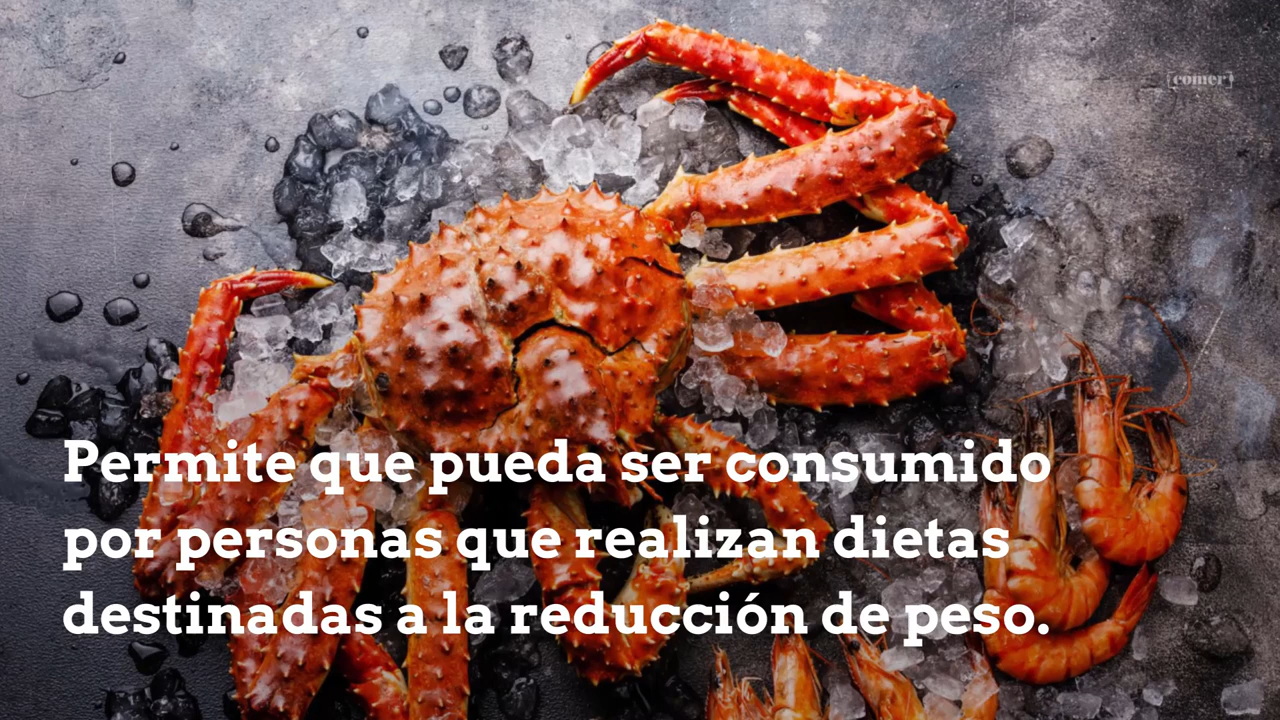 [comer]
Permite que pueda ser consumido
por personas que realizan dietas
destinadas a la reducción de peso.